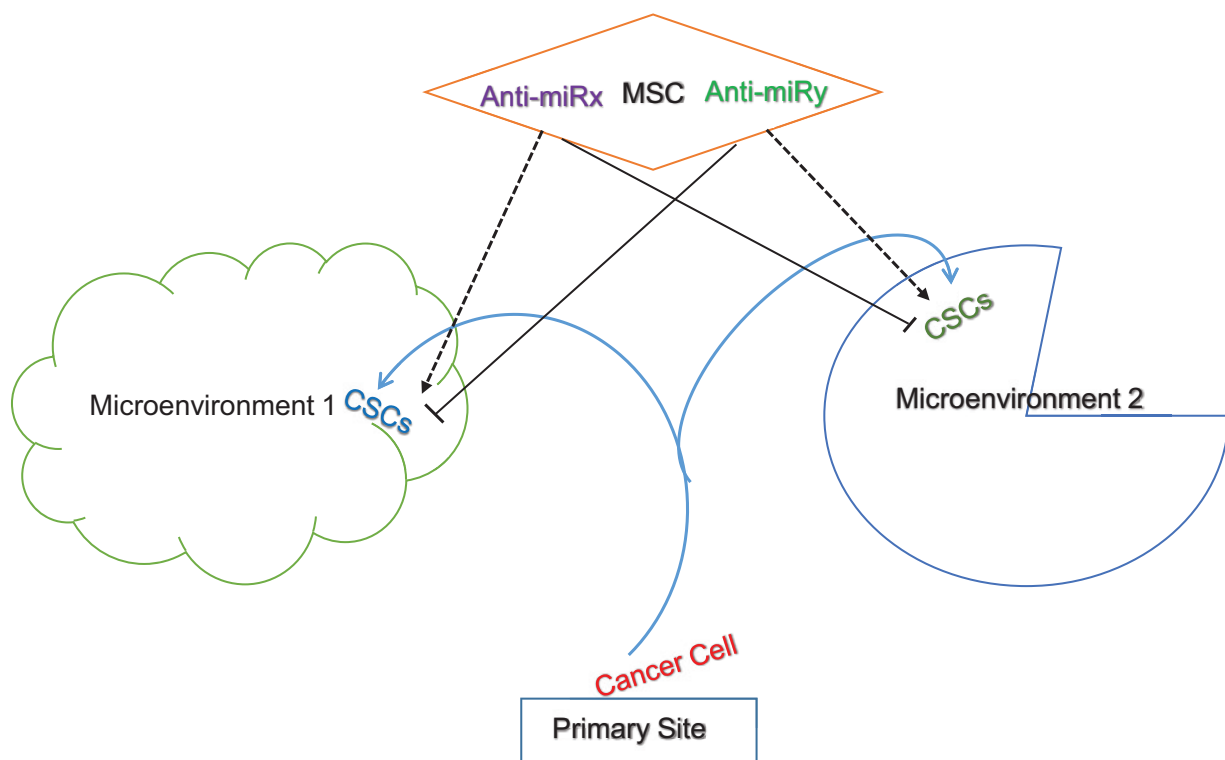 Anti-miRx MSC Anti-miRy
CSCs
Microenvironment 1 CSCs
Microenvironment 2
Cancer Cell
Primary Site